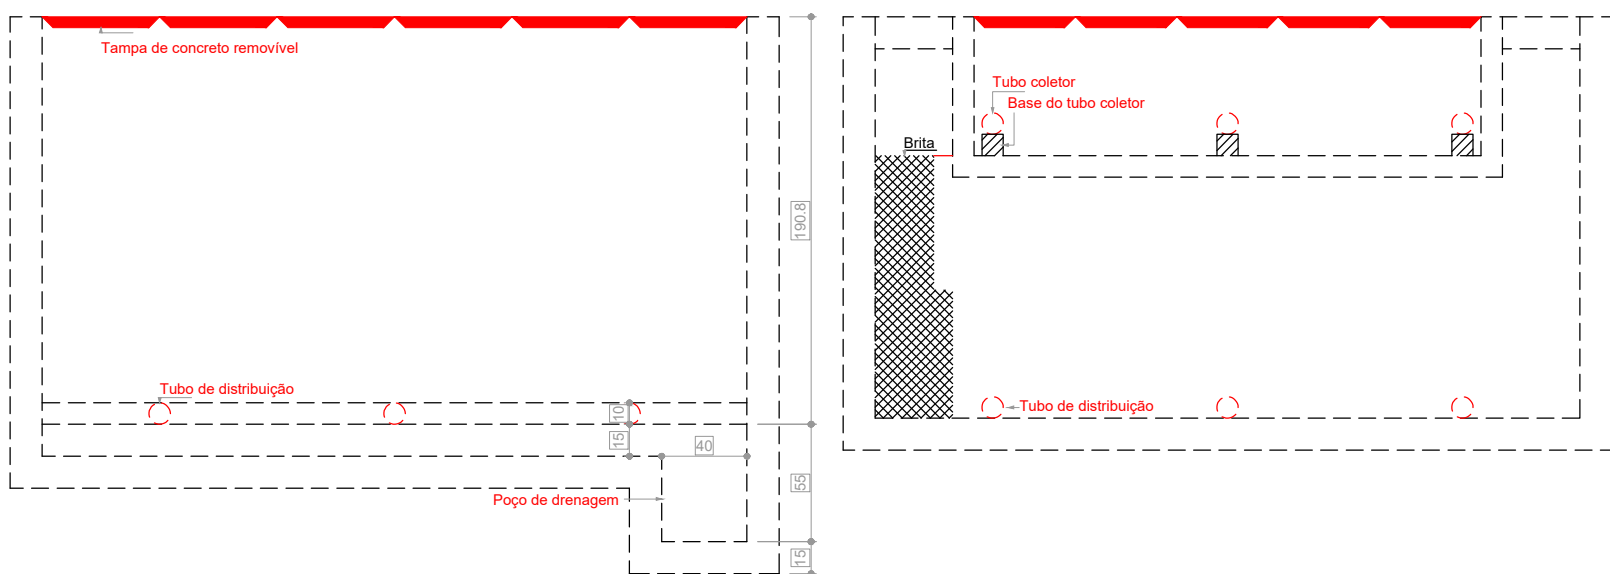 Tampa de concreto removível
190.8
Tubo de distribuição
10
15
40
Poço de drenagem
55
15
Tubo coletor
Base do tubo coletor
Brita
Tubo de distribuição